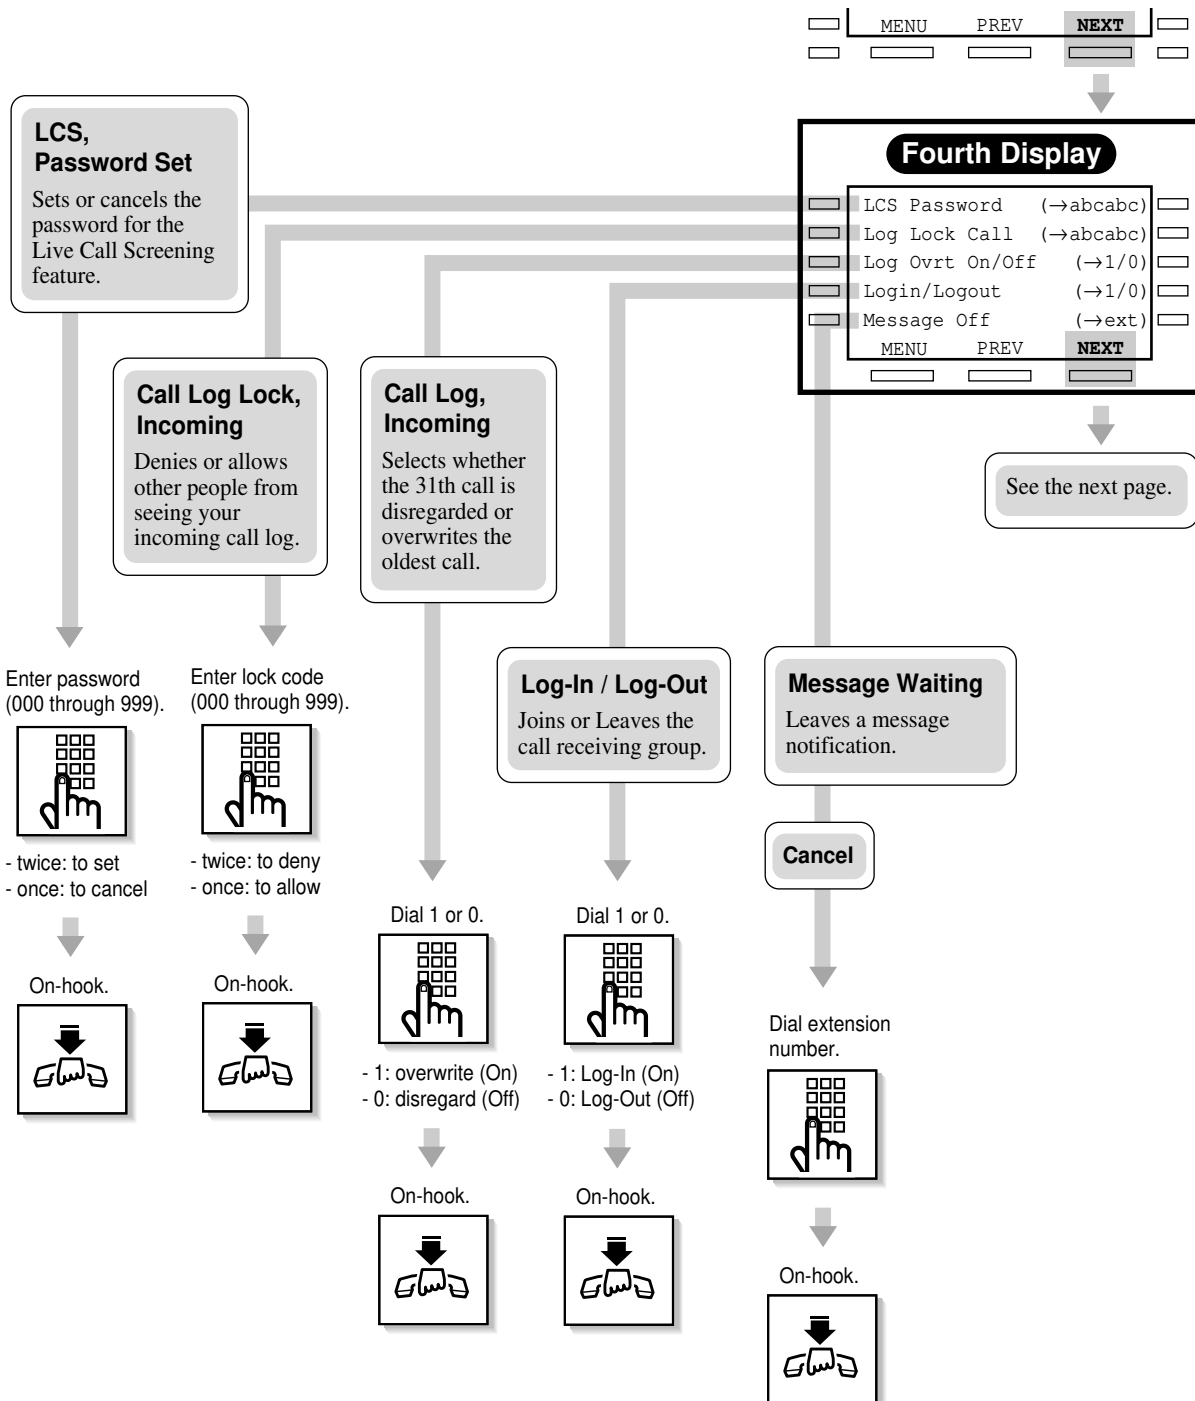 MENU PREV NEXT
Fourth Display
LCS Password (→abcabc)
Log Lock Call (→abcabc)
Log Ovrt On/Off (→1/0)
Login/Logout (→1/0)
Message Off (→ext)
MENU PREV NEXT
See the next page.
LCS,
Password Set
Sets or cancels the
password for the
Live Call Screening
feature.
Enter password
(000 through 999).
- twice: to set
- once: to cancel
On-hook.
Call Log Lock,
Incoming
Denies or allows
other people from
seeing your
incoming call log.
Enter lock code
(000 through 999).
- twice: to deny
- once: to allow
On-hook.
Call Log,
Incoming
Selects whether
the 31th call is
disregarded or
overwrites the
oldest call.
Dial 1 or 0.
- 1: overwrite (On)
- 0: disregard (Off)
On-hook.
Log-In / Log-Out
Joins or Leaves the
call receiving group.
Dial 1 or 0.
- 1: Log-In (On)
- 0: Log-Out (Off)
On-hook.
Message Waiting
Leaves a message
notification.
Cancel
Dial extension
number.
On-hook.